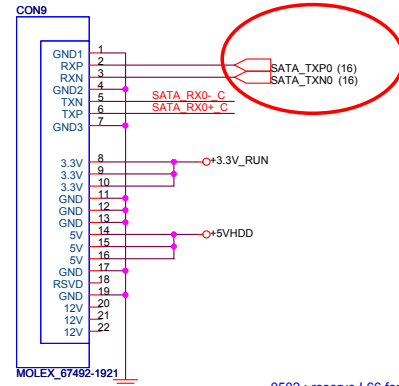 CON9
GND1 1
RXP 2 SATA_TXP0 (16)
RXN 3 SATA_TXN0 (16)
GND2 4
TXN 5 SATA_RX0-_C
TXP 6 SATA_RX0+_C
GND3 7
3.3V 8 +3.3V_RUN
3.3V 9
3.3V 10
GND 11
GND 12
GND 13
5V 14 +5VHDD
5V 15
5V 16
GND 17
RSVD 18
GND 19
12V 20
12V 21
12V 22
MOLEX_67492-1921